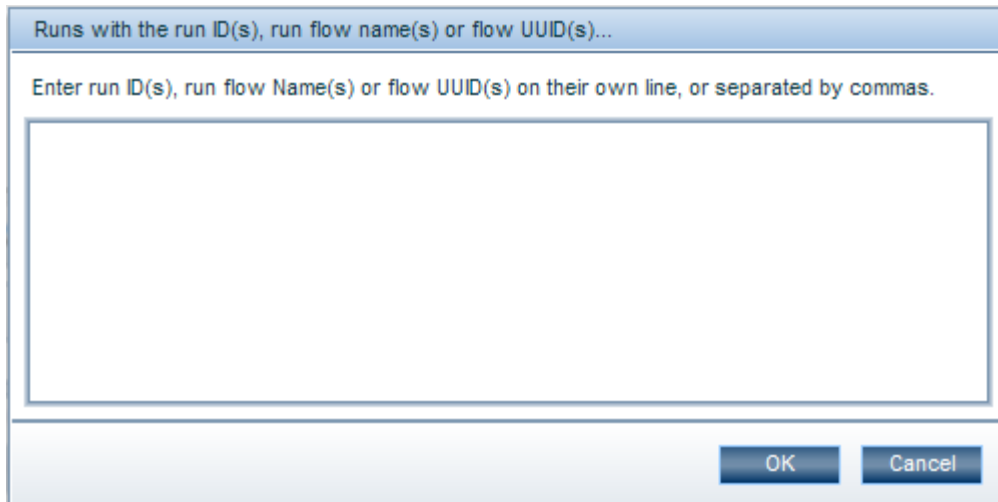 Runs with the run ID(s), run flow name(s) or flow UUID(s)...
Enter run ID(s), run flow Name(s) or flow UUID(s) on their own line, or separated by commas.
OK Cancel